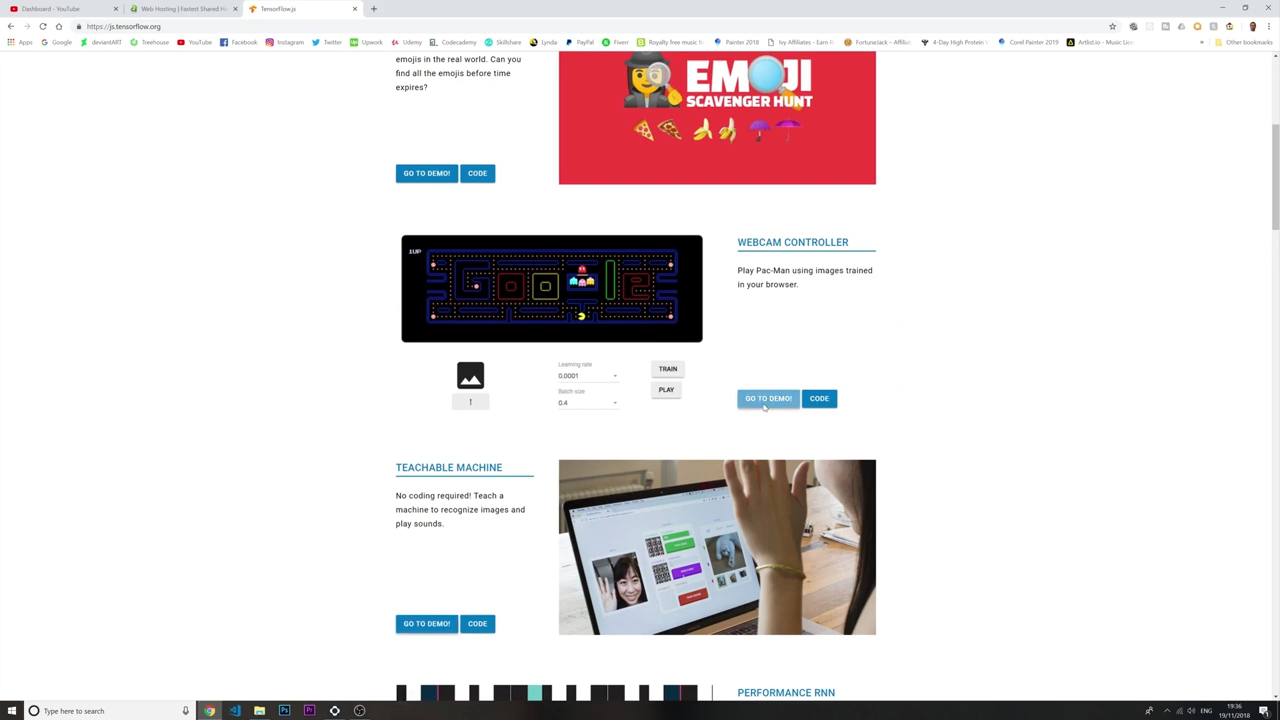 Dashboard - YouTube
Web Hosting | Fastest Shared H
TensorFlow.js
https://js.tensorflow.org
Apps
Google
deviantART
Treehouse
YouTube
Facebook
Instagram
Twitter
Upwork
Udemy
Codecademy
Skillshare
Lynda
PayPal
Fiverr
Royalty free music f
Painter 2018
Ivy Affiliates - Earn F
FortuneJack – Affilia
4-Day High Protein V
Corel Painter 2019
Artlist.io - Music Lice
Other bookmarks
emojis in the real world. Can you
find all the emojis before time
expires?
EMOJI
SCAVENGER HUNT
GO TO DEMO!
CODE
1UP
WEBCAM CONTROLLER
Play Pac-Man using images trained
in your browser.
Learning rate
0.0001
TRAIN
Batch size
0.4
PLAY
GO TO DEMO!
CODE
TEACHABLE MACHINE
No coding required! Teach a
machine to recognize images and
play sounds.
GO TO DEMO!
CODE
PERFORMANCE RNN
Type here to search
ENG
19:36
19/11/2018